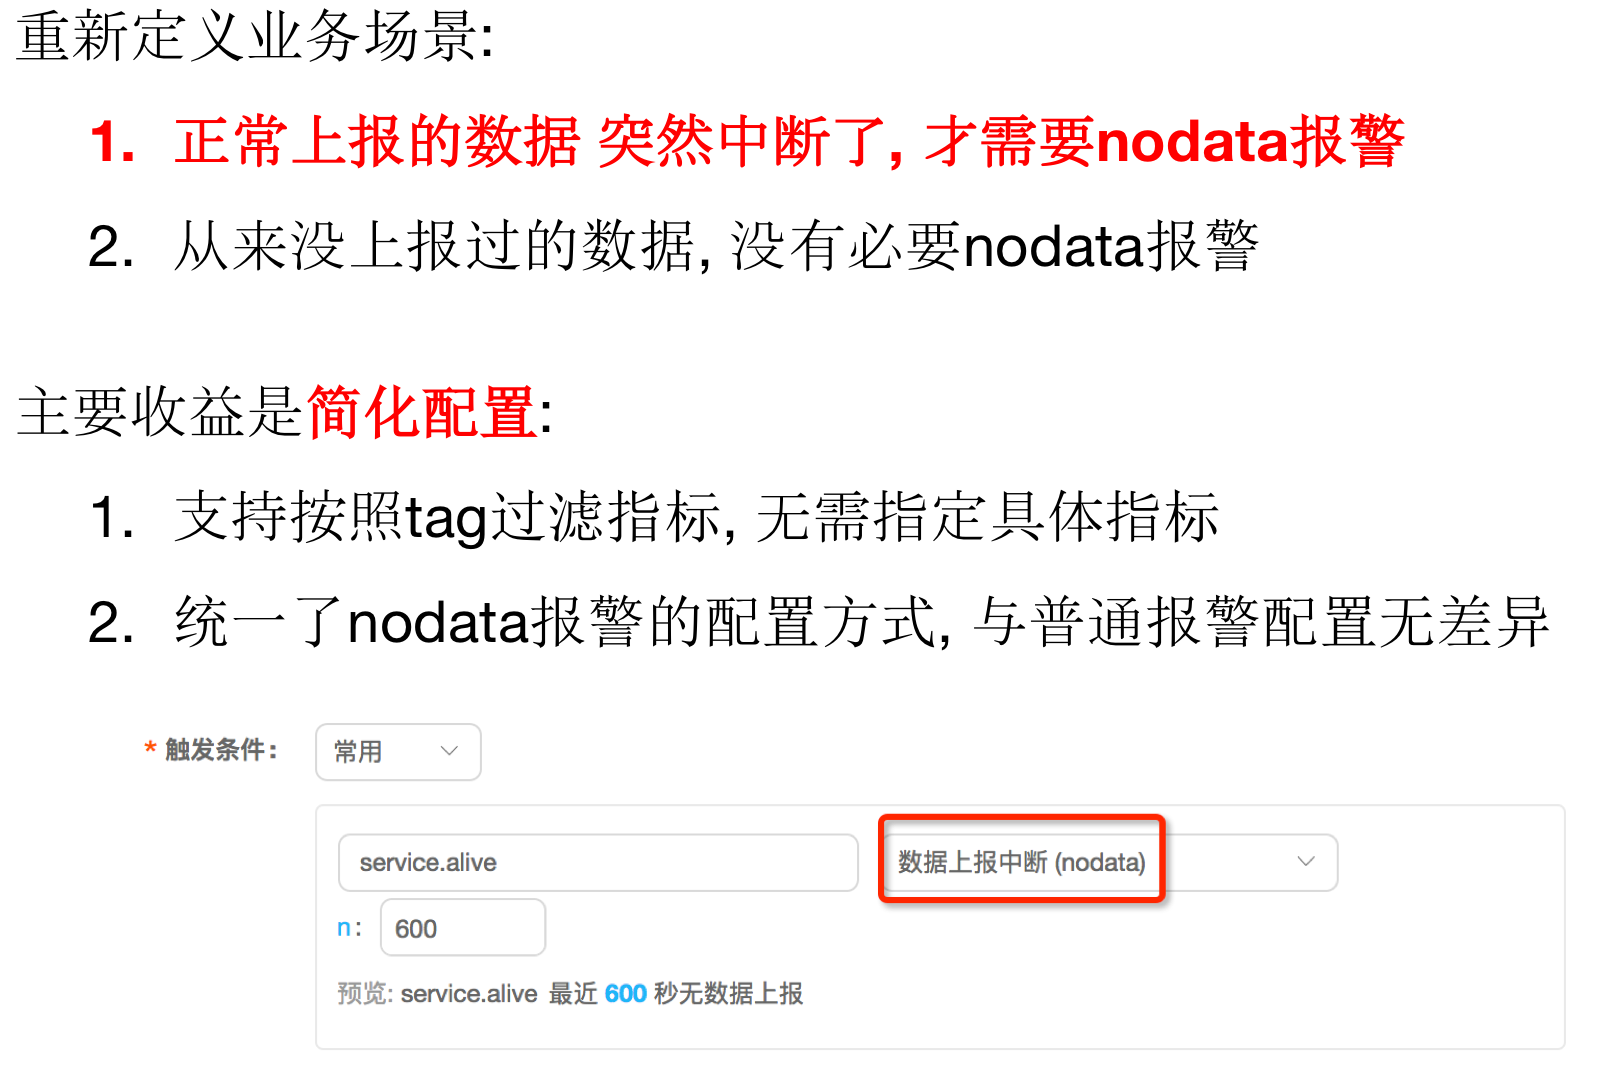 重新定义业务场景:
1. 正常上报的数据 突然中断了, 才需要nodata报警
2. 从来没上报过的数据, 没有必要nodata报警
主要收益是简化配置:
1. 支持按照tag过滤指标, 无需指定具体指标
2. 统一了nodata报警的配置方式, 与普通报警配置无差异
* 触发条件: 常用
service.alive 数据上报中断 (nodata)
n: 600
预览: service.alive 最近 600 秒无数据上报